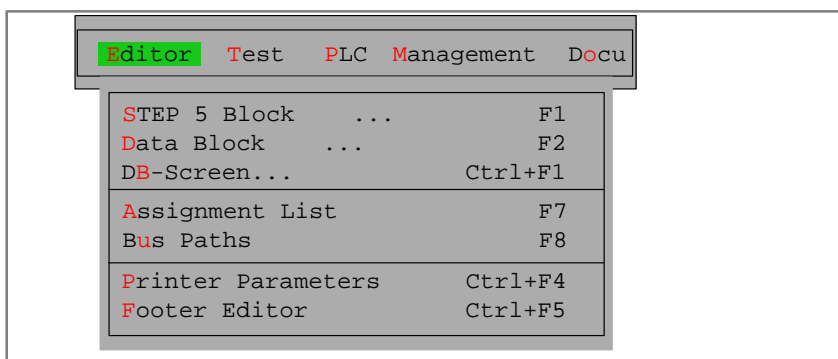 Editor Test PLC Management Docu
STEP 5 Block ... F1
Data Block ... F2
DB-Screen... Ctrl+F1
Assignment List F7
Bus Paths F8
Printer Parameters Ctrl+F4
Footer Editor Ctrl+F5